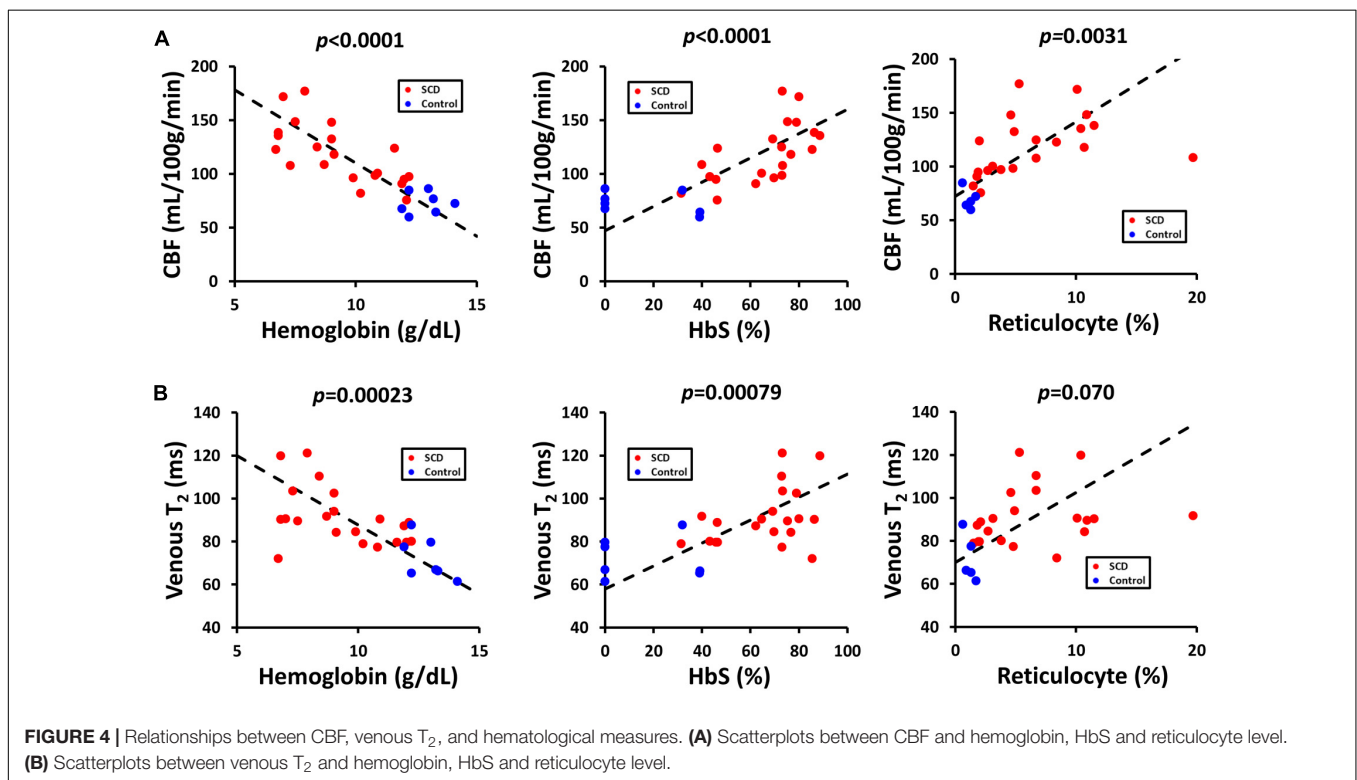 A
p<0.0001
CBF (mL/100g/min)
200
150
100
50
0
SCD
Control
5
10
15
Hemoglobin (g/dL)
p<0.0001
CBF (mL/100g/min)
200
150
100
50
0
SCD
Control
0
20
40
60
80
100
HbS (%)
p=0.0031
CBF (mL/100g/min)
200
150
100
50
0
SCD
Control
0
10
20
Reticulocyte (%)
B
p=0.00023
Venous T₂ (ms)
140
120
100
80
60
40
SCD
Control
5
10
15
Hemoglobin (g/dL)
p=0.00079
Venous T₂ (ms)
140
120
100
80
60
40
SCD
Control
0
20
40
60
80
100
HbS (%)
p=0.070
Venous T₂ (ms)
140
120
100
80
60
40
SCD
Control
0
10
20
Reticulocyte (%)
FIGURE 4 | Relationships between CBF, venous T₂, and hematological measures. (A) Scatterplots between CBF and hemoglobin, HbS and reticulocyte level.
(B) Scatterplots between venous T₂ and hemoglobin, HbS and reticulocyte level.